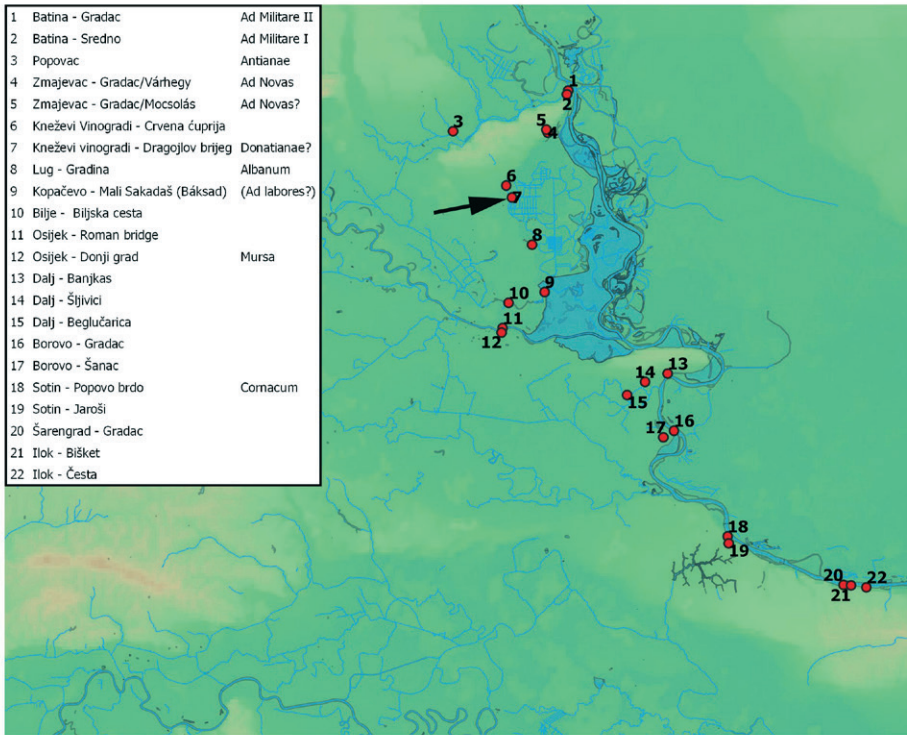 1 Batina - Gradac Ad Militare II
2 Batina - Sredno Ad Militare I
3 Popovac Antianae
4 Zmajevac - Gradac/Várhegy Ad Novas
5 Zmajevac - Gradac/Mocsolás Ad Novas?
6 Kneževi Vinogradi - Crvena ćuprija
7 Kneževi vinogradi - Dragojlov brijeg Donatianae?
8 Lug - Gradina Albanum
9 Kopačevo - Mali Sakadaš (Báksad) (Ad labores?)
10 Bilje - Biljska cesta
11 Osijek - Roman bridge
12 Osijek - Donji grad Mursa
13 Dalj - Banjkas
14 Dalj - Šljivici
15 Dalj - Beglučarica
16 Borovo - Gradac
17 Borovo - Šanac
18 Sotin - Popovo brdo Cornacum
19 Sotin - Jaroši
20 Šarengrad - Gradac
21 Ilok - Bišket
22 Ilok - Česta
1
2
3
5
4
6
7
8
9
10
11
12
13
14
15
16
17
18
19
20
21
22